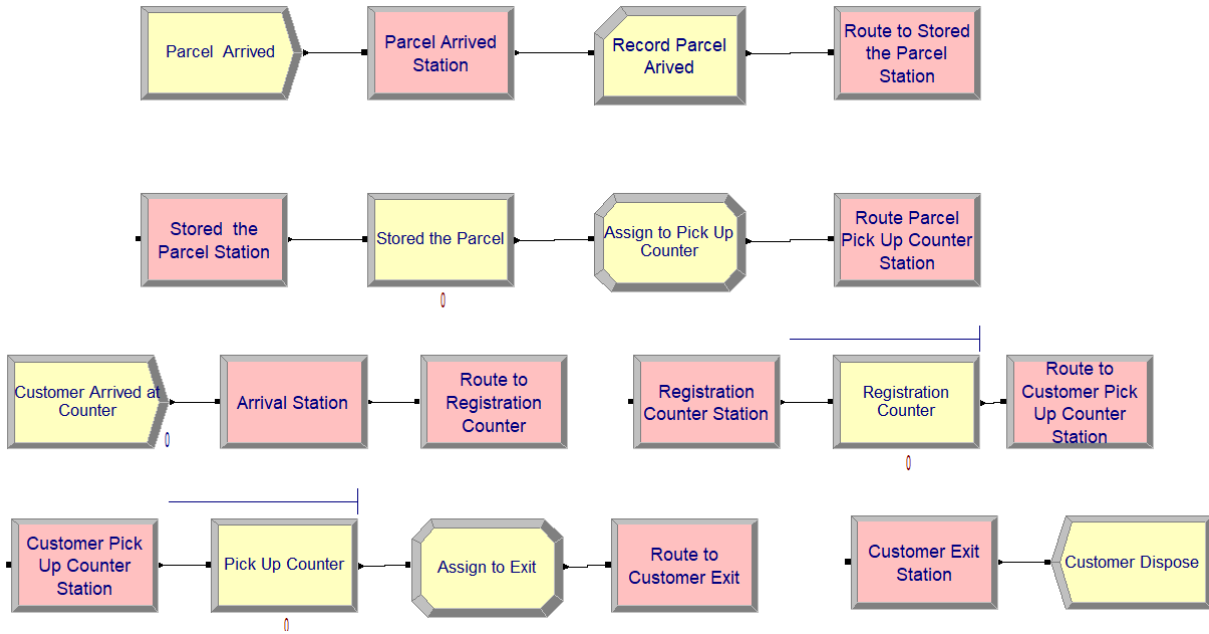 Parcel Arrived
Parcel Arrived
Station
Record Parcel
Arived
Route to Stored
the Parcel
Station
Stored the
Parcel Station
Stored the Parcel
0
Assign to Pick Up
Counter
Route Parcel
Pick Up Counter
Station
Customer Arrived at
Counter
0
Arrival Station
Route to
Registration
Counter
Registration
Counter Station
Registration
Counter
0
Route to
Customer Pick
Up Counter
Station
Customer Pick
Up Counter
Station
Pick Up Counter
0
Assign to Exit
Route to
Customer Exit
Customer Exit
Station
Customer Dispose